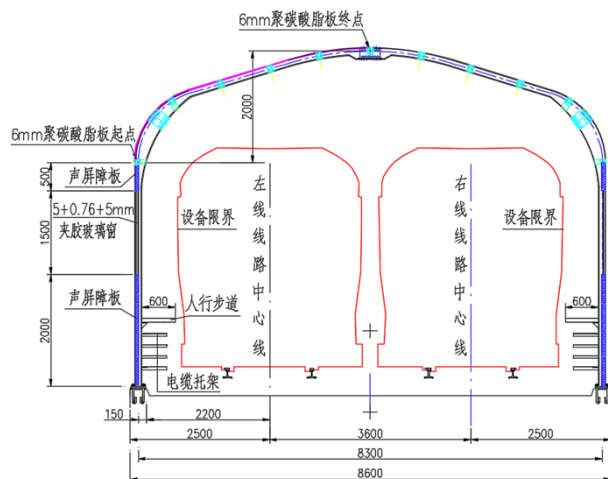 6mm聚碳酸脂板终点
2000
6mm聚碳酸脂板起点
500
声屏障板
左线线路中心线
右线线路中心线
设备限界
设备限界
5+0.76+5mm
夹胶玻璃窗
1500
声屏障板
600
人行步道
600
2000
电缆托架
150
2200
2500
3600
2500
8300
8600